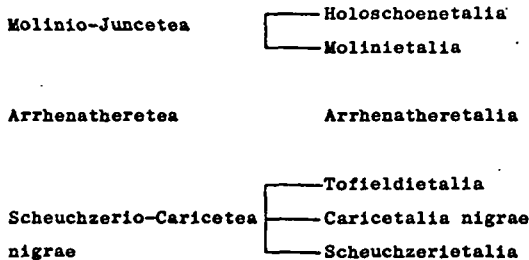 Holoschoenetalia
Molinio-Juncetea
Molinietalia
Arrhenatheretea Arrhenatheretalia
Tofieldietalia
Scheuchzerio-Caricetea Caricetalia nigrae
nigrae Scheuchzerietalia